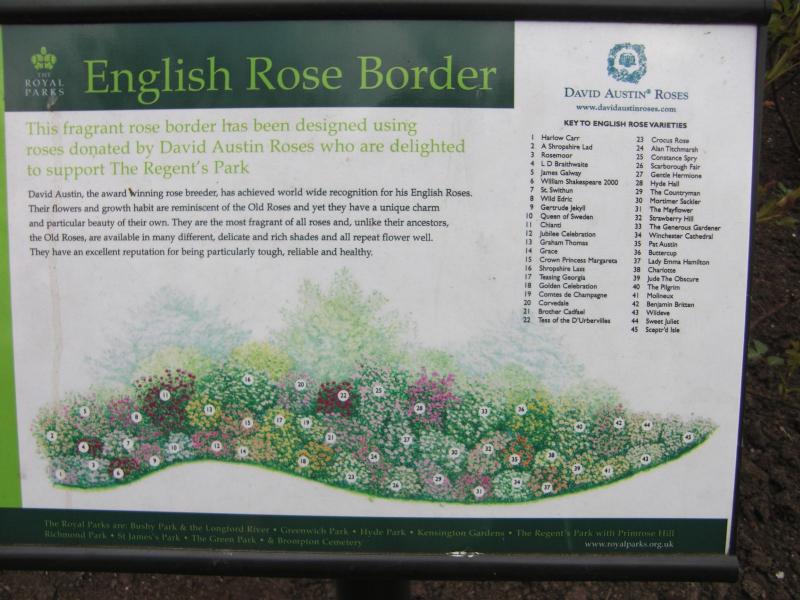 THE
ROYAL
PARKS
English Rose Border
This fragrant rose border has been designed using
roses donated by David Austin Roses who are delighted
to support The Regent's Park
David Austin, the award winning rose breeder, has achieved world wide recognition for his English Roses.
Their flowers and growth habit are reminiscent of the Old Roses and yet they have a unique charm
and particular beauty of their own. They are the most fragrant of all roses and, unlike their ancestors,
the Old Roses, are available in many different, delicate and rich shades and all repeat flower well.
They have an excellent reputation for being particularly tough, reliable and healthy.
DAVID AUSTIN® ROSES
www.davidaustinroses.com
KEY TO ENGLISH ROSE VARIETIES
1 Harlow Carr
2 A Shropshire Lad
3 Rosemoor
4 L D Braithwaite
5 James Galway
6 William Shakespeare 2000
7 St. Swithun
8 Wild Edric
9 Gertrude Jekyll
10 Queen of Sweden
11 Chianti
12 Jubilee Celebration
13 Graham Thomas
14 Grace
15 Crown Princess Margareta
16 Shropshire Lass
17 Teasing Georgia
18 Golden Celebration
19 Comtes de Champagne
20 Corvedale
21 Brother Cadfael
22 Tess of the D'Urbervilles
23 Crocus Rose
24 Alan Titchmarsh
25 Constance Spry
26 Scarborough Fair
27 Gentle Hermione
28 Hyde Hall
29 The Countryman
30 Mortimer Sackler
31 The Mayflower
32 Strawberry Hill
33 The Generous Gardener
34 Winchester Cathedral
35 Pat Austin
36 Buttercup
37 Lady Emma Hamilton
38 Charlotte
39 Jude The Obscure
40 The Pilgrim
41 Molineux
42 Benjamin Britten
43 Wildeve
44 Sweet Juliet
45 Sceptr'd Isle
The Royal Parks are: Bushy Park & the Longford River • Greenwich Park • Hyde Park • Kensington Gardens • The Regent's Park with Primrose Hill
Richmond Park • St James's Park • The Green Park • & Brompton Cemetery
www.royalparks.org.uk